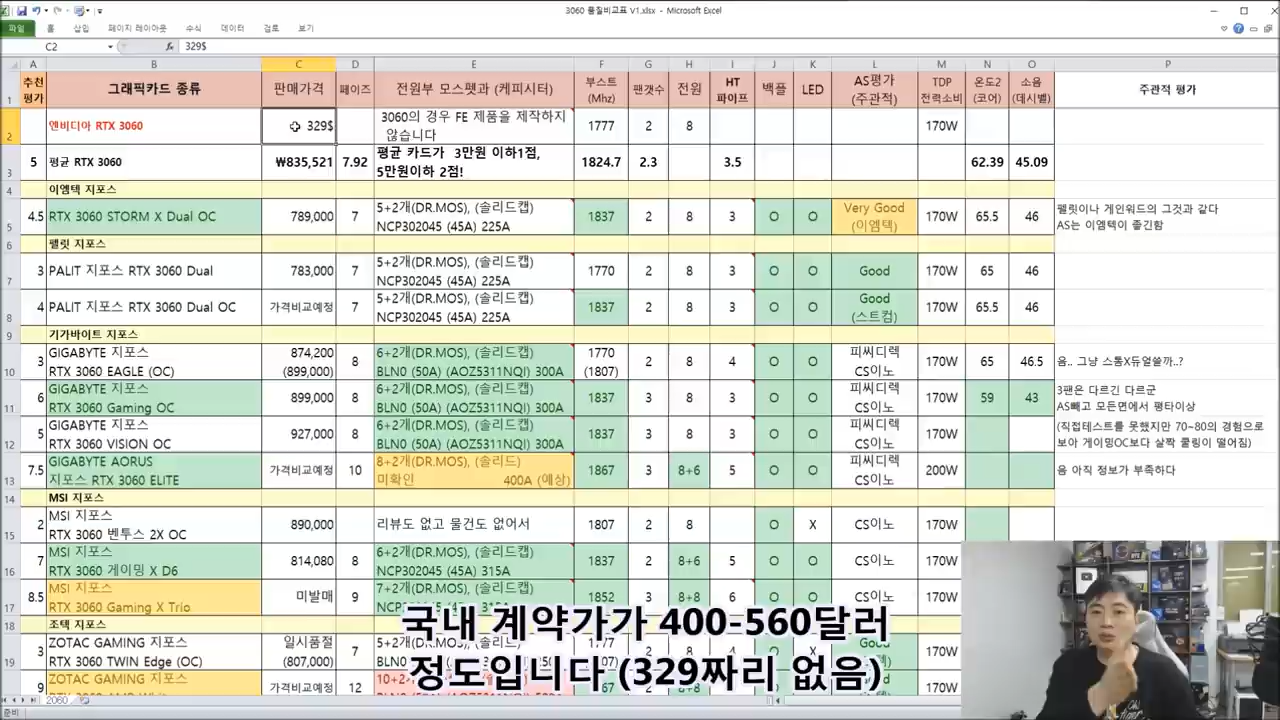 3060 품질비교표 V1.xlsx - Microsoft Excel
파일 홈 삽입 페이지 레이아웃 수식 데이터 검토 보기
C2 fx 329$
A B C D E F G H I J K L M N O P
1 추천 평가 그래픽카드 종류 판매가격 페이즈 전원부 모스펫과 (케피시터) 부스트 (Mhz) 팬갯수 전원 HT 파이프 백플 LED AS평가 (주관적) TDP 전력소비 온도2 (코어) 소음 (데시벨) 주관적 평가
2 엔비디아 RTX 3060 329$ 3060의 경우 FE 제품을 제작하지 않습니다 1777 2 8 170W
3 5 평균 RTX 3060 ₩835,521 7.92 평균 카드가 3만원 이하1점, 5만원이하 2점! 1824.7 2.3 3.5 62.39 45.09
4 이엠텍 지포스
5 4.5 RTX 3060 STORM X Dual OC 789,000 7 5+2개(DR.MOS), (솔리드캡) NCP302045 (45A) 225A 1837 2 8 3 O O Very Good (이엠텍) 170W 65.5 46 팰릿이나 게인워드의 그것과 같다 AS는 이엠텍이 좋긴함
6 팰릿 지포스
7 3 PALIT 지포스 RTX 3060 Dual 783,000 7 5+2개(DR.MOS), (솔리드캡) NCP302045 (45A) 225A 1770 2 8 3 O O Good 170W 65 46
8 4 PALIT 지포스 RTX 3060 Dual OC 가격비교예정 7 5+2개(DR.MOS), (솔리드캡) NCP302045 (45A) 225A 1837 2 8 3 O O Good (스트컴) 170W 65.5 46
9 기가바이트 지포스
10 3 GIGABYTE 지포스 RTX 3060 EAGLE (OC) 874,200 (899,000) 8 6+2개(DR.MOS), (솔리드캡) BLN0 (50A) (AOZ5311NQI) 300A 1770 (1807) 2 8 4 O O 피씨디렉 CS이노 170W 65 46.5 음.. 그냥 스톰X듀얼쓸까..?
11 6 GIGABYTE 지포스 RTX 3060 Gaming OC 899,000 8 6+2개(DR.MOS), (솔리드캡) BLN0 (50A) (AOZ5311NQI) 300A 1837 3 8 3 O O 피씨디렉 CS이노 170W 59 43 3팬은 다르긴 다르군 AS빼고 모든면에서 평타이상
12 5 GIGABYTE 지포스 RTX 3060 VISION OC 927,000 8 6+2개(DR.MOS), (솔리드캡) BLN0 (50A) (AOZ5311NQI) 300A 1837 3 8 3 O O 피씨디렉 CS이노 170W (직접테스트를 못했지만 70~80의 경험으로 보아 게이밍OC보다 살짝 쿨링이 떨어짐)
13 7.5 GIGABYTE AORUS 지포스 RTX 3060 ELITE 가격비교예정 10 8+2개(DR.MOS), (솔리드) 미확인 400A (예상) 1867 3 8+6 5 O O 피씨디렉 CS이노 200W 음 아직 정보가 부족하다
14 MSI 지포스
15 2 MSI 지포스 RTX 3060 벤투스 2X OC 890,000 8 리뷰도 없고 물건도 없어서 1807 2 8 O X CS이노 170W
16 7 MSI 지포스 RTX 3060 게이밍 X D6 814,080 8 6+2개(DR.MOS), (솔리드캡) NCP302045 (45A) 315A 1837 2 8+6 5 O O CS이노 170W
17 8.5 MSI 지포스 RTX 3060 Gaming X Trio 미발매 9 7+2개(DR.MOS), (솔리드캡) 1852 3 8+8 6 O O CS이노 170W
18 조택 지포스
19 3 ZOTAC GAMING 지포스 RTX 3060 TWIN Edge (OC) 일시품절 (807,000) 7 Good 170W
9 ZOTAC GAMING 지포스 가격비교예정 12
국내 계약가가 400-560달러
정도입니다 (329짜리 없음)
2060
준비